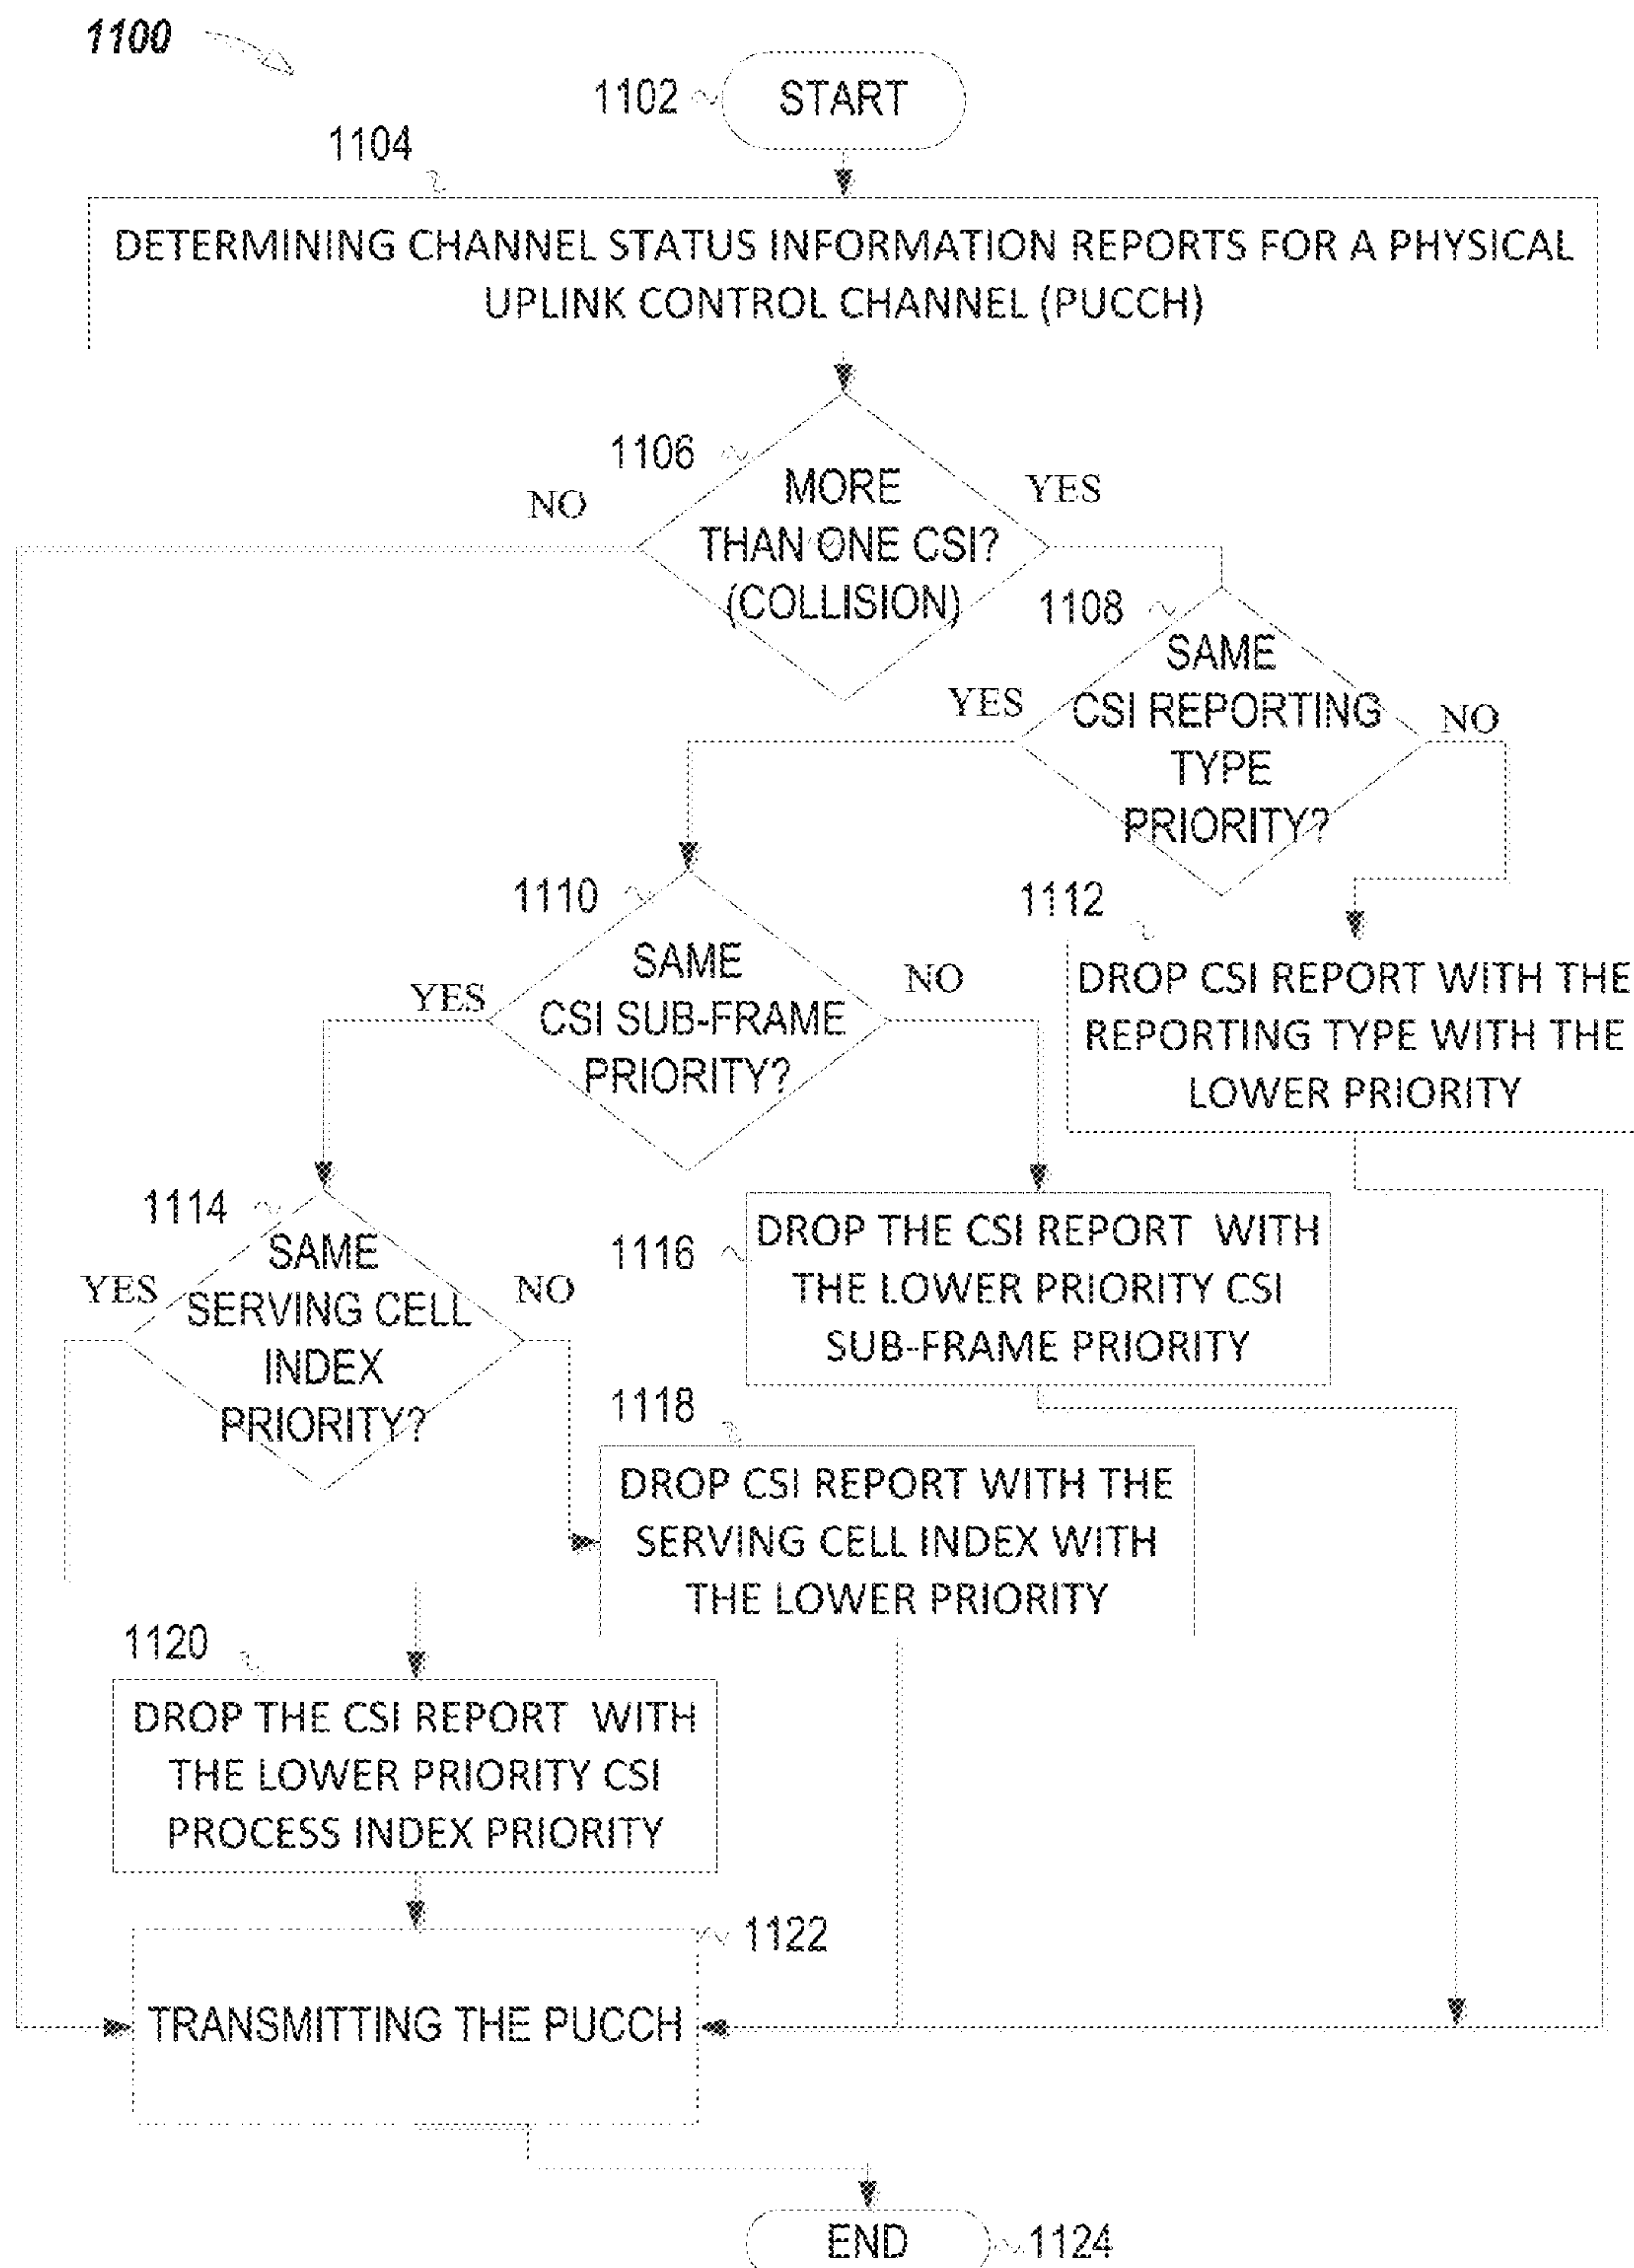 1100
1102
START
1104
DETERMINING CHANNEL STATUS INFORMATION REPORTS FOR A PHYSICAL
UPLINK CONTROL CHANNEL (PUCCH)
1106
NO
YES
MORE
THAN ONE CSI?
(COLLISION)
1108
YES
NO
SAME
CSI REPORTING
TYPE
PRIORITY?
1110
YES
NO
SAME
CSI SUB-FRAME
PRIORITY?
1112
DROP CSI REPORT WITH THE
REPORTING TYPE WITH THE
LOWER PRIORITY
1114
YES
NO
SAME
SERVING CELL
INDEX
PRIORITY?
1116
DROP THE CSI REPORT WITH
THE LOWER PRIORITY CSI
SUB-FRAME PRIORITY
1118
DROP CSI REPORT WITH THE
SERVING CELL INDEX WITH
THE LOWER PRIORITY
1120
DROP THE CSI REPORT WITH
THE LOWER PRIORITY CSI
PROCESS INDEX PRIORITY
1122
TRANSMITTING THE PUCCH
END
1124